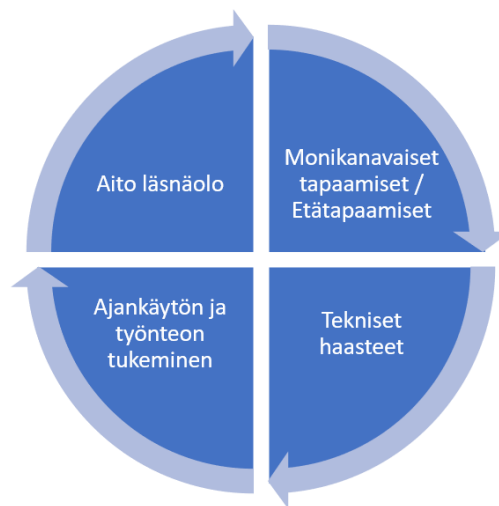 Aito läsnäolo
Monikanavaiset
tapaamiset /
Etätapaamiset
Ajankäytön ja
työnteon
tukeminen
Tekniset
haasteet